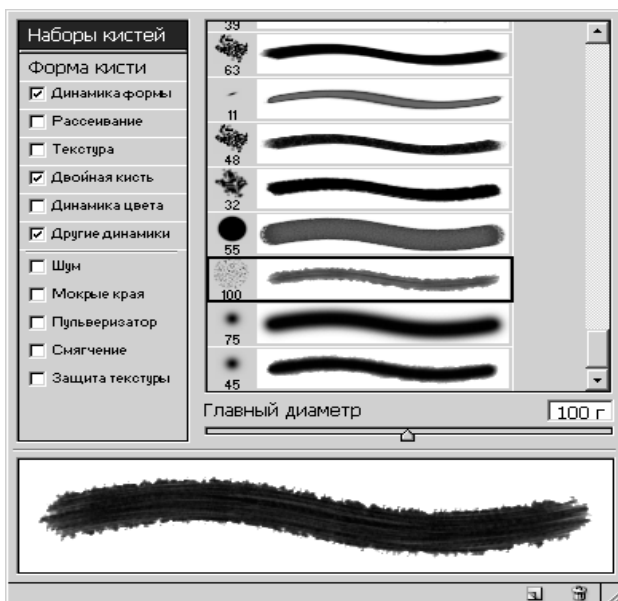 Наборы кистей
Форма кисти
Динамика формы
Рассеивание
Текстура
Двойная кисть
Динамика цвета
Другие динамики
Шум
Мокрые края
Пульверизатор
Смягчение
Защита текстуры
39
63
11
48
32
55
100
75
45
Главный диаметр
100 г